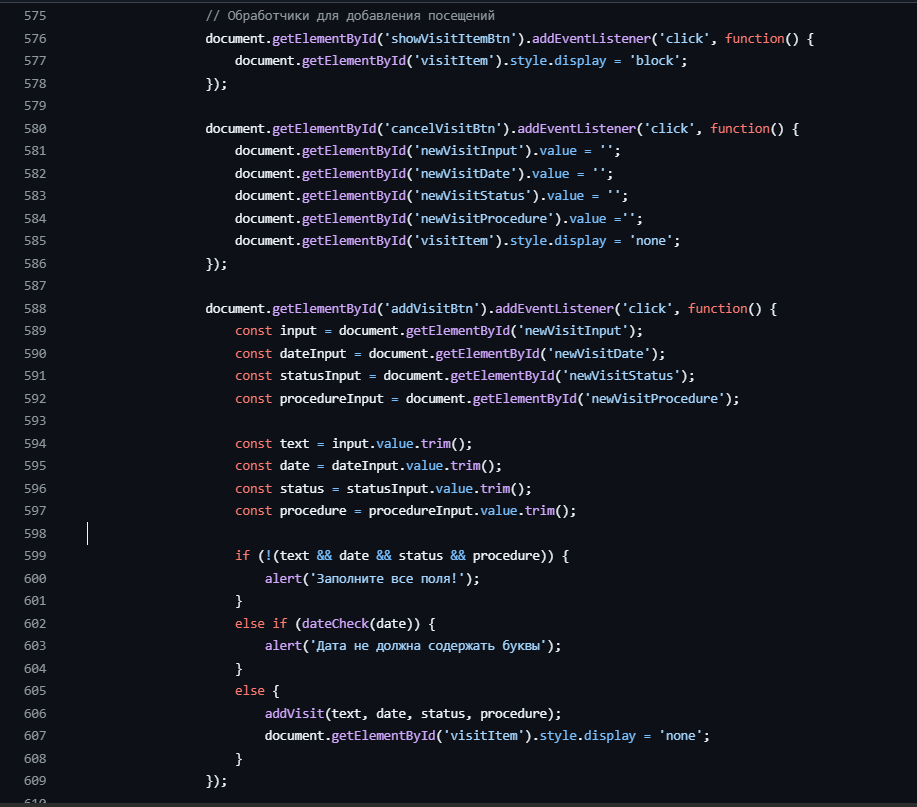 575 // Обработчики для добавления посещений
576 document.getElementById('showVisitItemBtn').addEventListener('click', function() {
577 document.getElementById('visitItem').style.display = 'block';
578 });
579
580 document.getElementById('cancelVisitBtn').addEventListener('click', function() {
581 document.getElementById('newVisitInput').value = '';
582 document.getElementById('newVisitDate').value = '';
583 document.getElementById('newVisitStatus').value = '';
584 document.getElementById('newVisitProcedure').value ='';
585 document.getElementById('visitItem').style.display = 'none';
586 });
587
588 document.getElementById('addVisitBtn').addEventListener('click', function() {
589 const input = document.getElementById('newVisitInput');
590 const dateInput = document.getElementById('newVisitDate');
591 const statusInput = document.getElementById('newVisitStatus');
592 const procedureInput = document.getElementById('newVisitProcedure');
593
594 const text = input.value.trim();
595 const date = dateInput.value.trim();
596 const status = statusInput.value.trim();
597 const procedure = procedureInput.value.trim();
598
599 if (!(text && date && status && procedure)) {
600 alert('Заполните все поля!');
601 }
602 else if (dateCheck(date)) {
603 alert('Дата не должна содержать буквы');
604 }
605 else {
606 addVisit(text, date, status, procedure);
607 document.getElementById('visitItem').style.display = 'none';
608 }
609 });